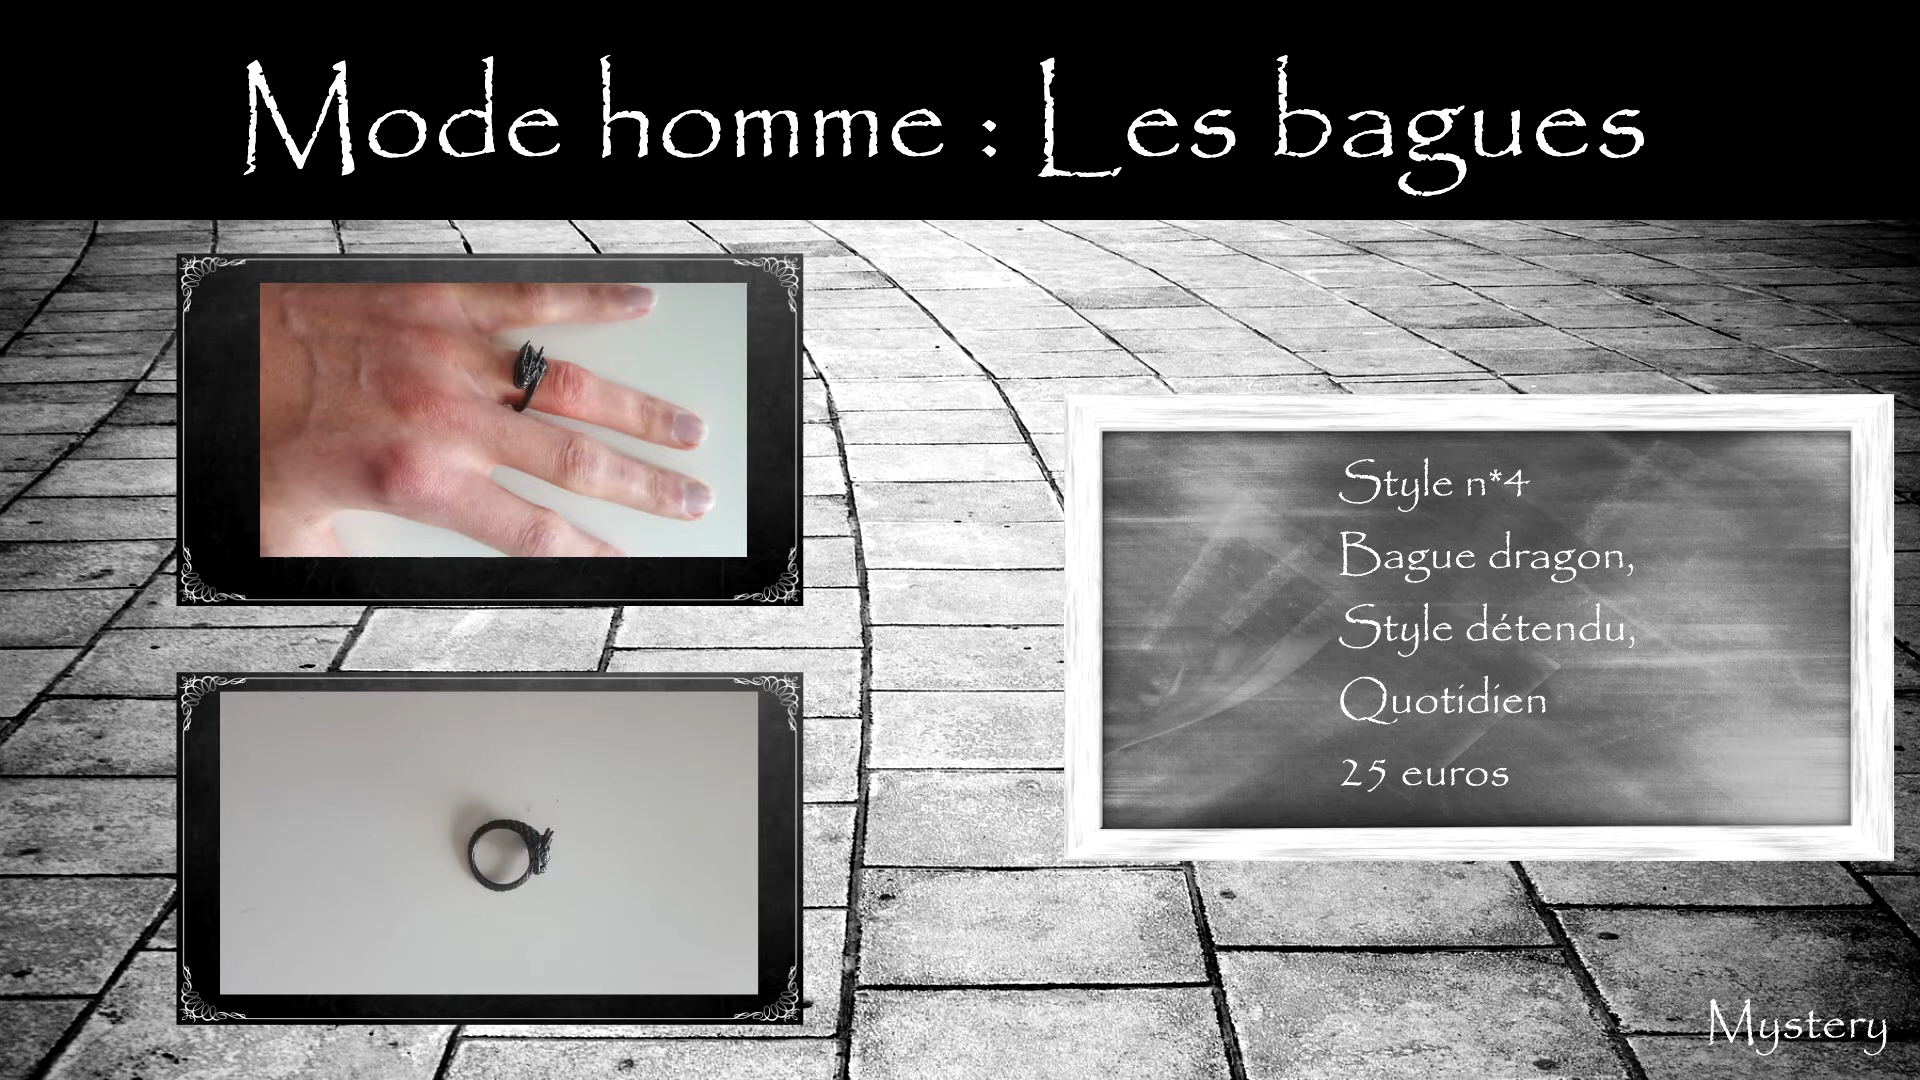 Mode homme : Les bagues
Style n*4
Bague dragon,
Style détendu,
Quotidien
25 euros
Mystery